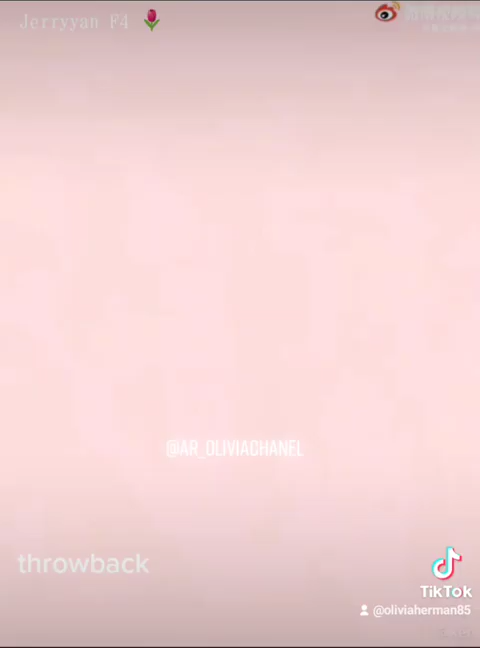 Jerryyan F4
@AR_OLIVIACHANEL
throwback
TikTok
@oliviaherman85